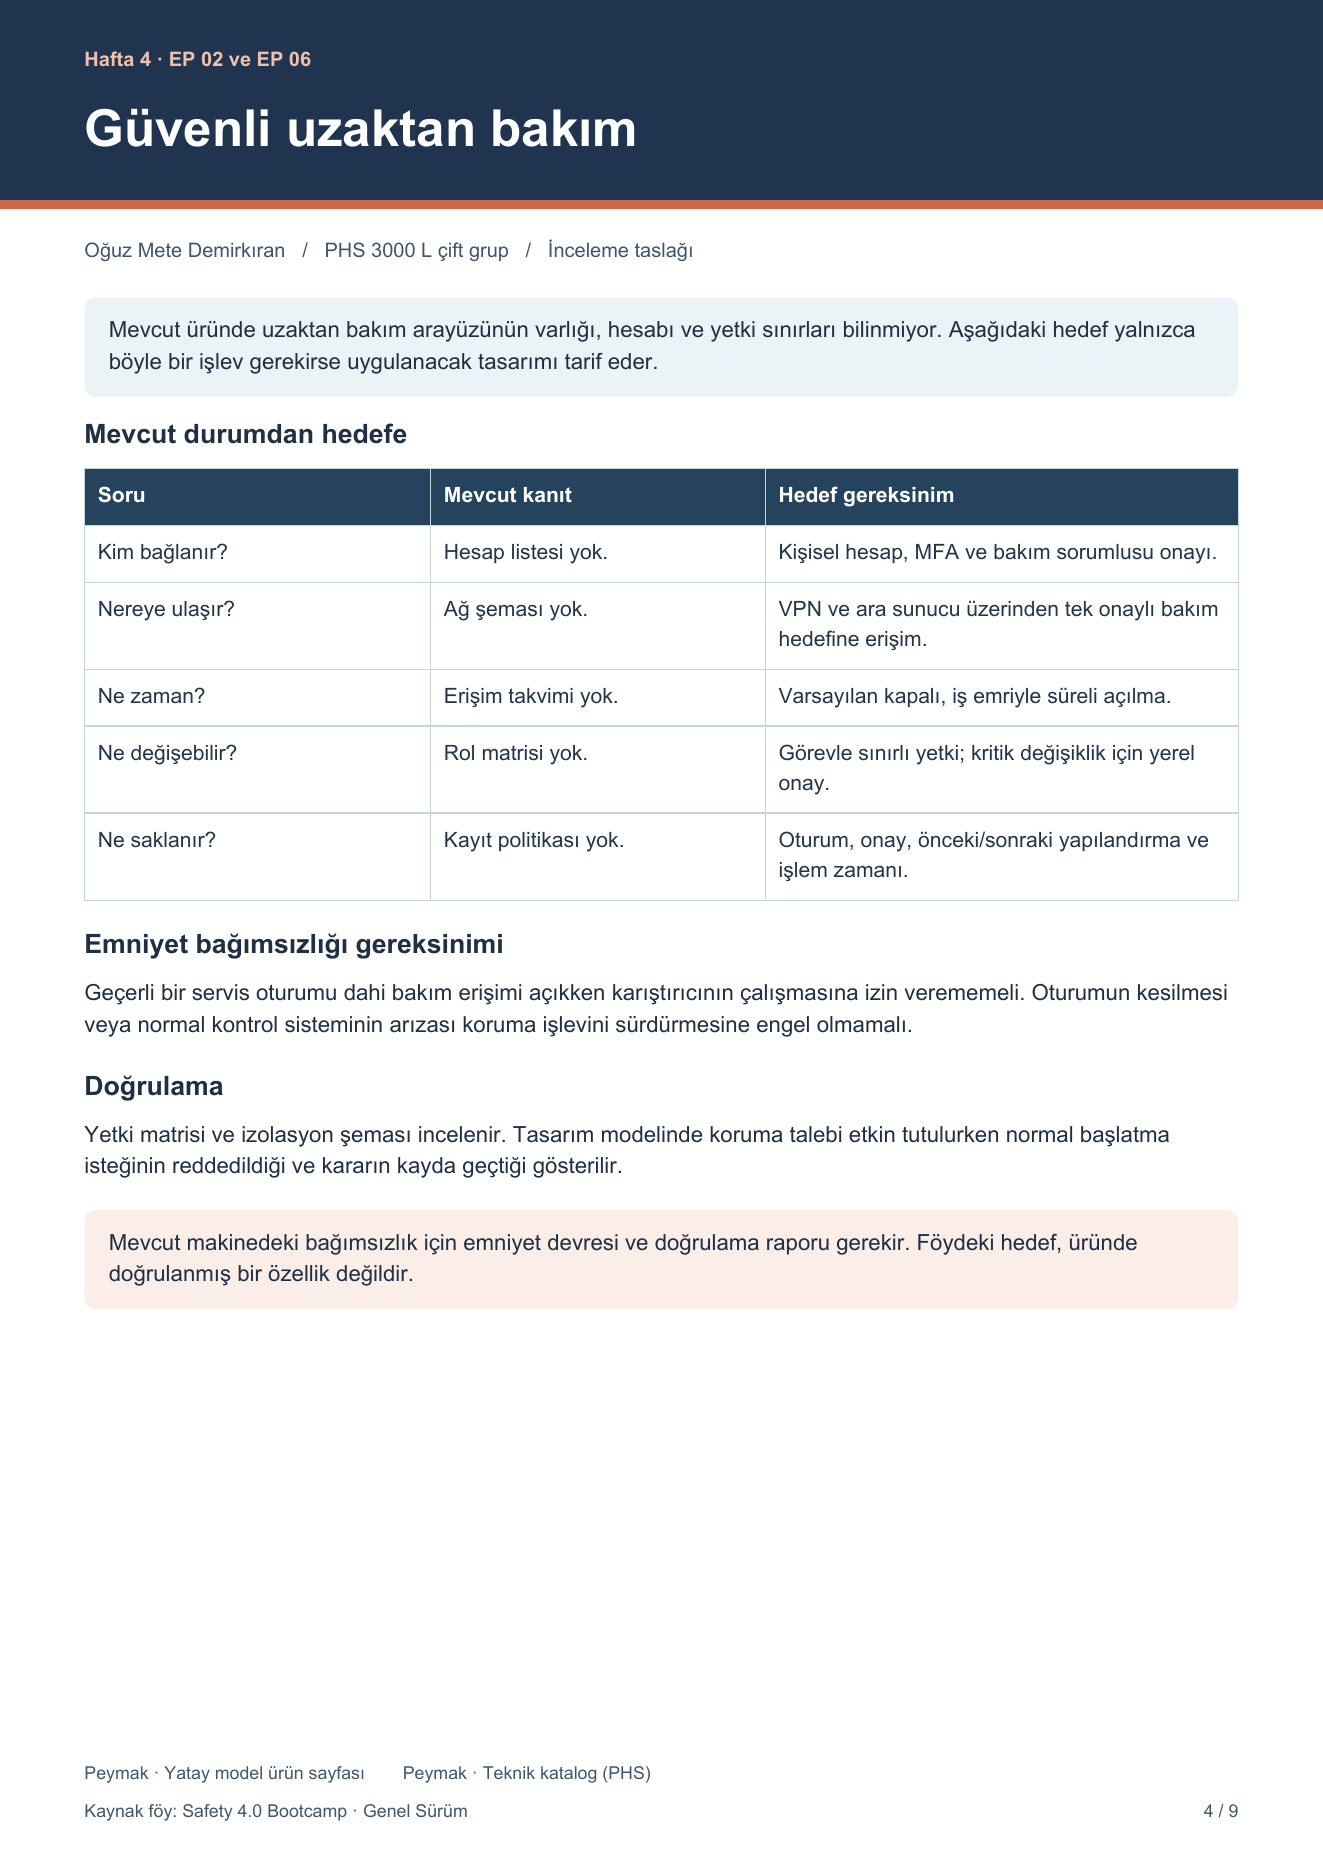 Hafta 4 · EP 02 ve EP 06
Güvenli uzaktan bakım
Oğuz Mete Demirkıran / PHS 3000 L çift grup / İnceleme taslağı
Mevcut üründe uzaktan bakım arayüzünün varlığı, hesabı ve yetki sınırları bilinmiyor. Aşağıdaki hedef yalnızca
böyle bir işlev gerekirse uygulanacak tasarımı tarif eder.
Mevcut durumdan hedefe
Soru Mevcut kanıt Hedef gereksinim
Kim bağlanır? Hesap listesi yok. Kişisel hesap, MFA ve bakım sorumlusu onayı.
Nereye ulaşır? Ağ şeması yok. VPN ve ara sunucu üzerinden tek onaylı bakım
hedefine erişim.
Ne zaman? Erişim takvimi yok. Varsayılan kapalı, iş emriyle süreli açılma.
Ne değişebilir? Rol matrisi yok. Görevle sınırlı yetki; kritik değişiklik için yerel
onay.
Ne saklanır? Kayıt politikası yok. Oturum, onay, önceki/sonraki yapılandırma ve
işlem zamanı.
Emniyet bağımsızlığı gereksinimi
Geçerli bir servis oturumu dahi bakım erişimi açıkken karıştırıcının çalışmasına izin verememeli. Oturumun kesilmesi
veya normal kontrol sisteminin arızası koruma işlevini sürdürmesine engel olmamalı.
Doğrulama
Yetki matrisi ve izolasyon şeması incelenir. Tasarım modelinde koruma talebi etkin tutulurken normal başlatma
isteğinin reddedildiği ve kararın kayda geçtiği gösterilir.
Mevcut makinedeki bağımsızlık için emniyet devresi ve doğrulama raporu gerekir. Föydeki hedef, üründe
doğrulanmış bir özellik değildir.
Peymak · Yatay model ürün sayfası Peymak · Teknik katalog (PHS)
Kaynak föy: Safety 4.0 Bootcamp · Genel Sürüm 4 / 9